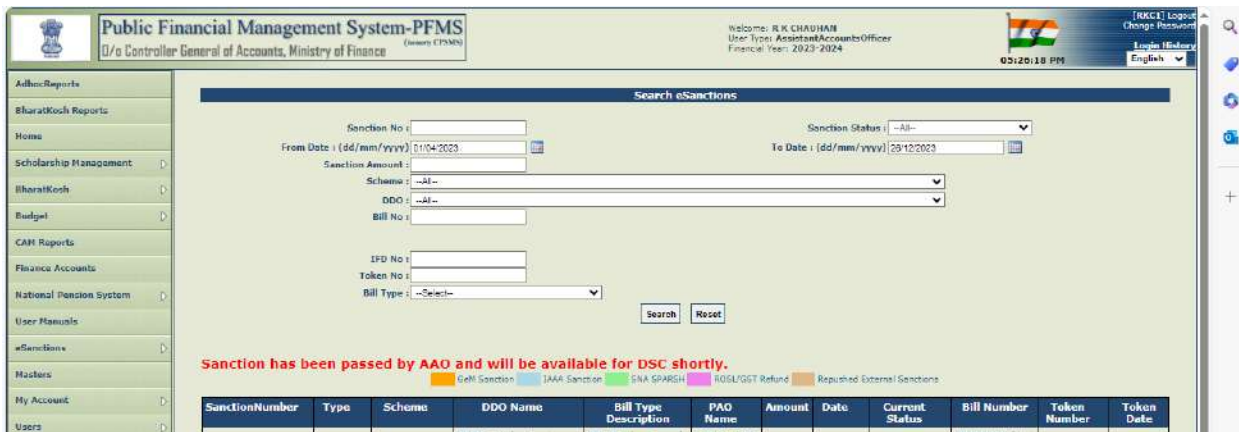 Public Financial Management System-PFMS
O/o Controller General of Accounts, Ministry of Finance (formerly CPSMS)
Welcome: R K CHAUHAN
User Type: AssistantAccountsOfficer
Financial Year: 2023-2024
05:26:18 PM
[RKC1] Logout
Change Password
Login History
English
AdhocReports
BharatKosh Reports
Home
Scholarship Management
BharatKosh
Budget
CAM Reports
Finance Accounts
National Pension System
User Manuals
eSanctions
Masters
My Account
Users
Search eSanctions
Sanction No :
Sanction Status : --All--
From Date : (dd/mm/yyyy) 01/04/2023
To Date : (dd/mm/yyyy) 26/12/2023
Sanction Amount :
Scheme : --All--
DDO : --All--
Bill No :
IFD No :
Token No :
Bill Type : --Select--
Search Reset
Sanction has been passed by AAO and will be available for DSC shortly.
GeM Sanction IAAA Sanction SNA SPARSH ROSL/GST Refund Repushed External Sanctions
SanctionNumber Type Scheme DDO Name Bill Type Description PAO Name Amount Date Current Status Bill Number Token Number Token Date